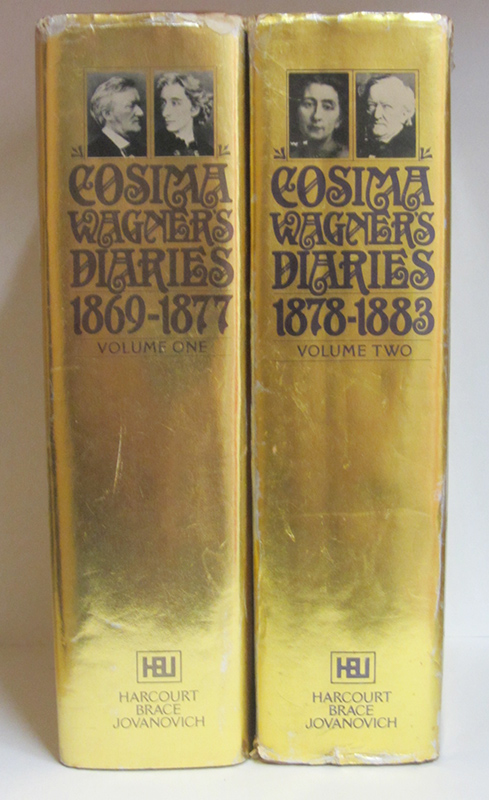 COSIMA
WAGNER'S
DIARIES
1869-1877
VOLUME ONE
HBJ
HARCOURT
BRACE
JOVANOVICH
COSIMA
WAGNER'S
DIARIES
1878-1883
VOLUME TWO
HBJ
HARCOURT
BRACE
JOVANOVICH